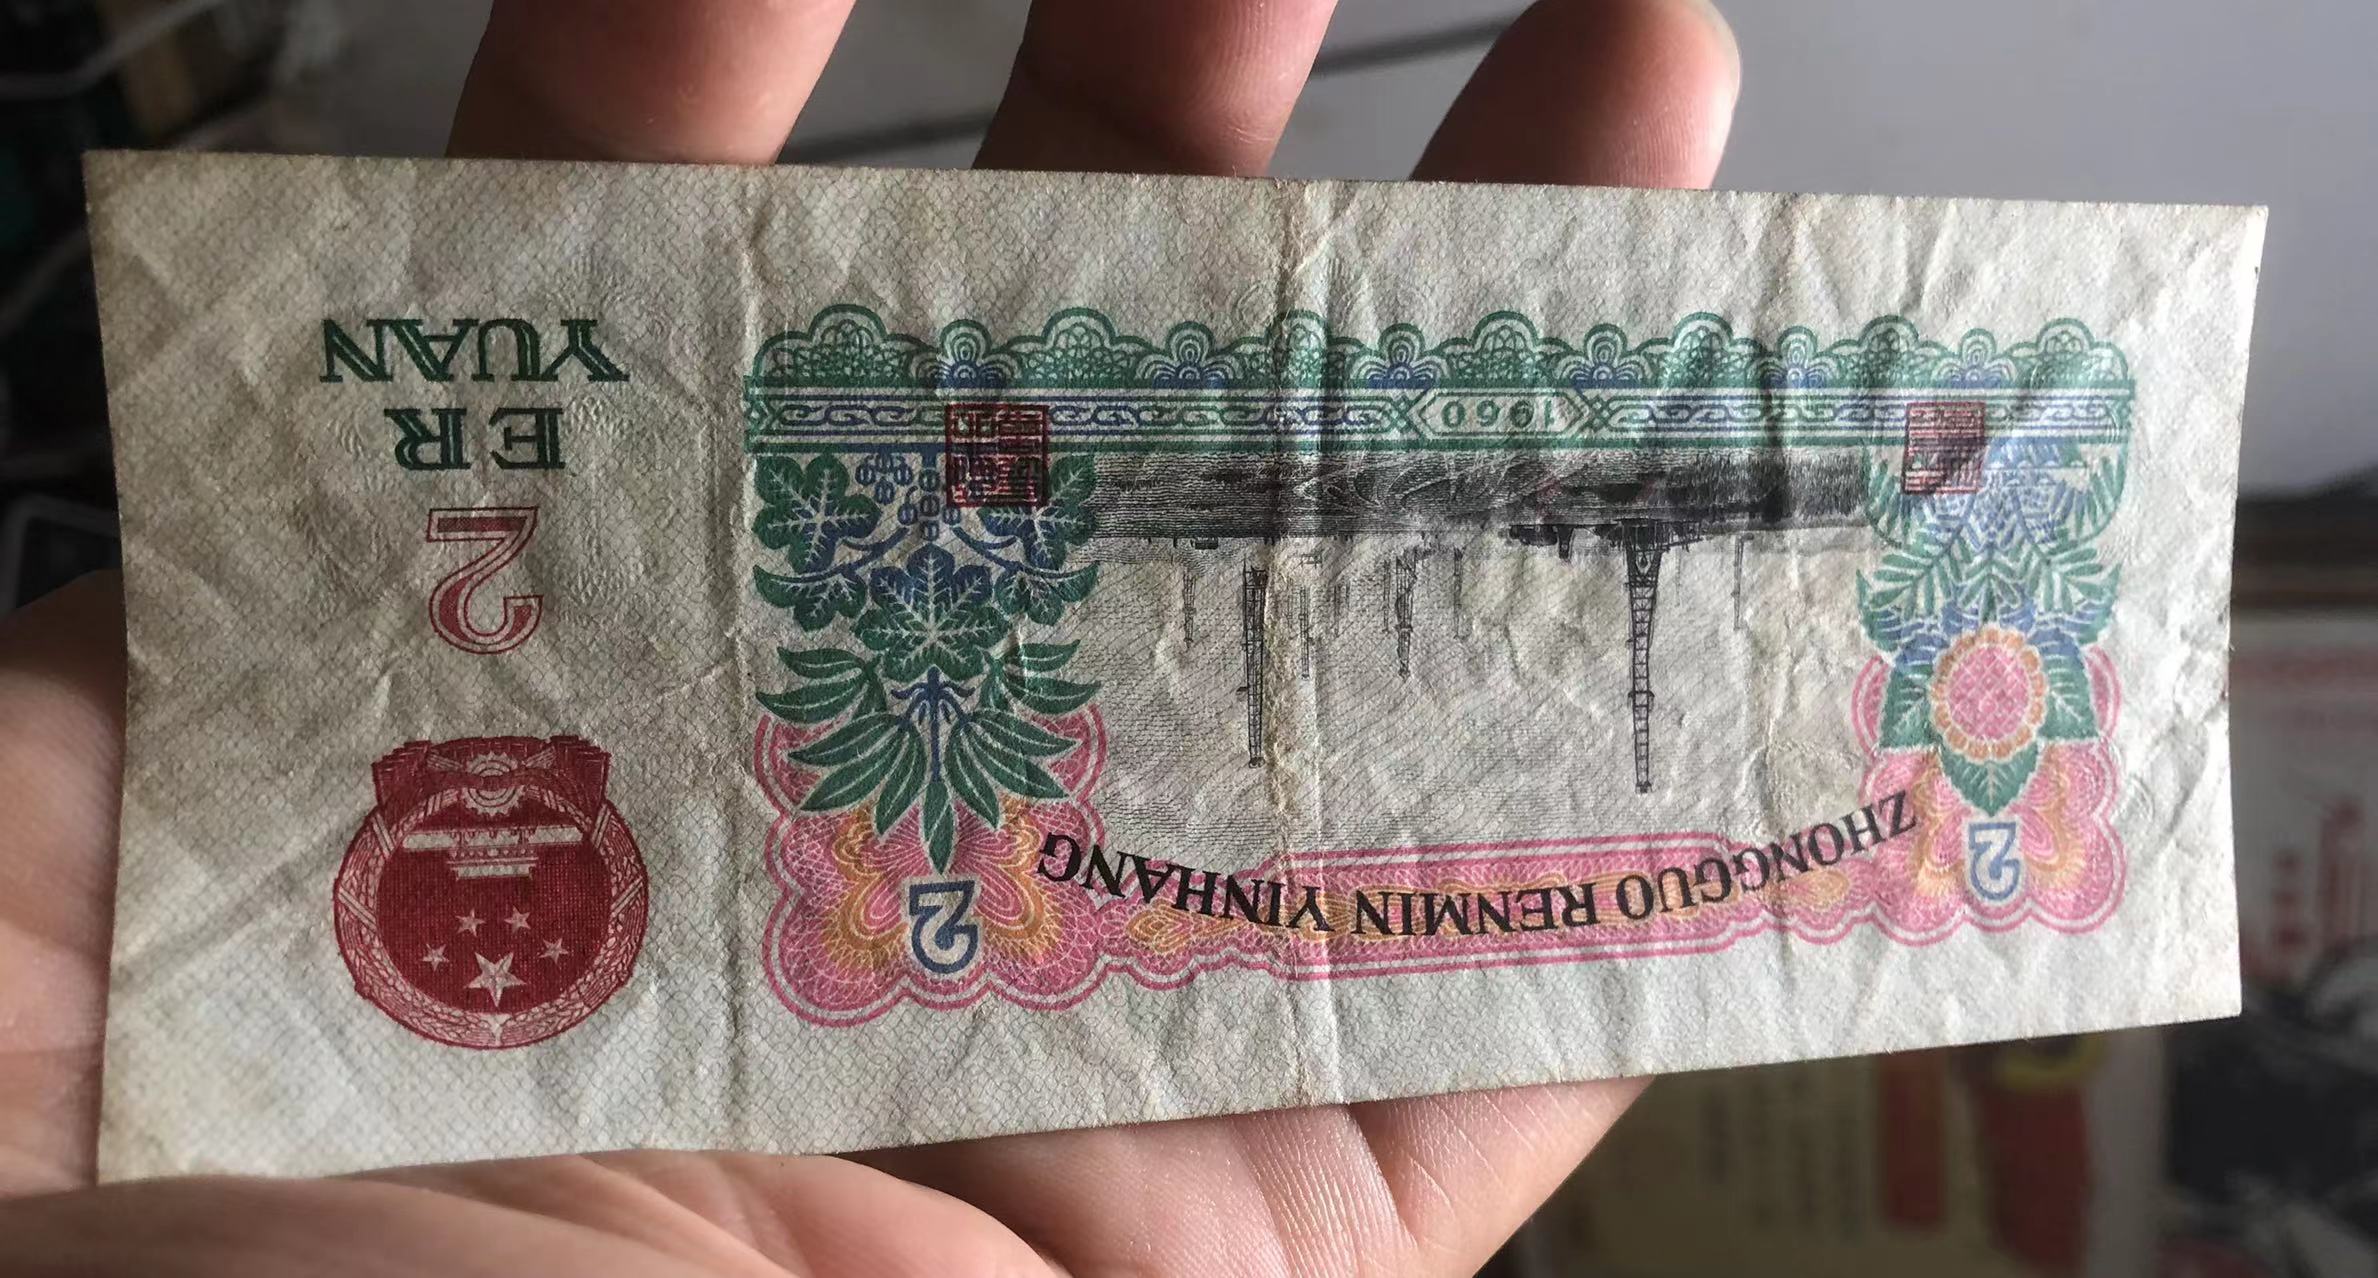 ZHONGGUO RENMIN YINHANG
2
2
1960
2
ER
YUAN